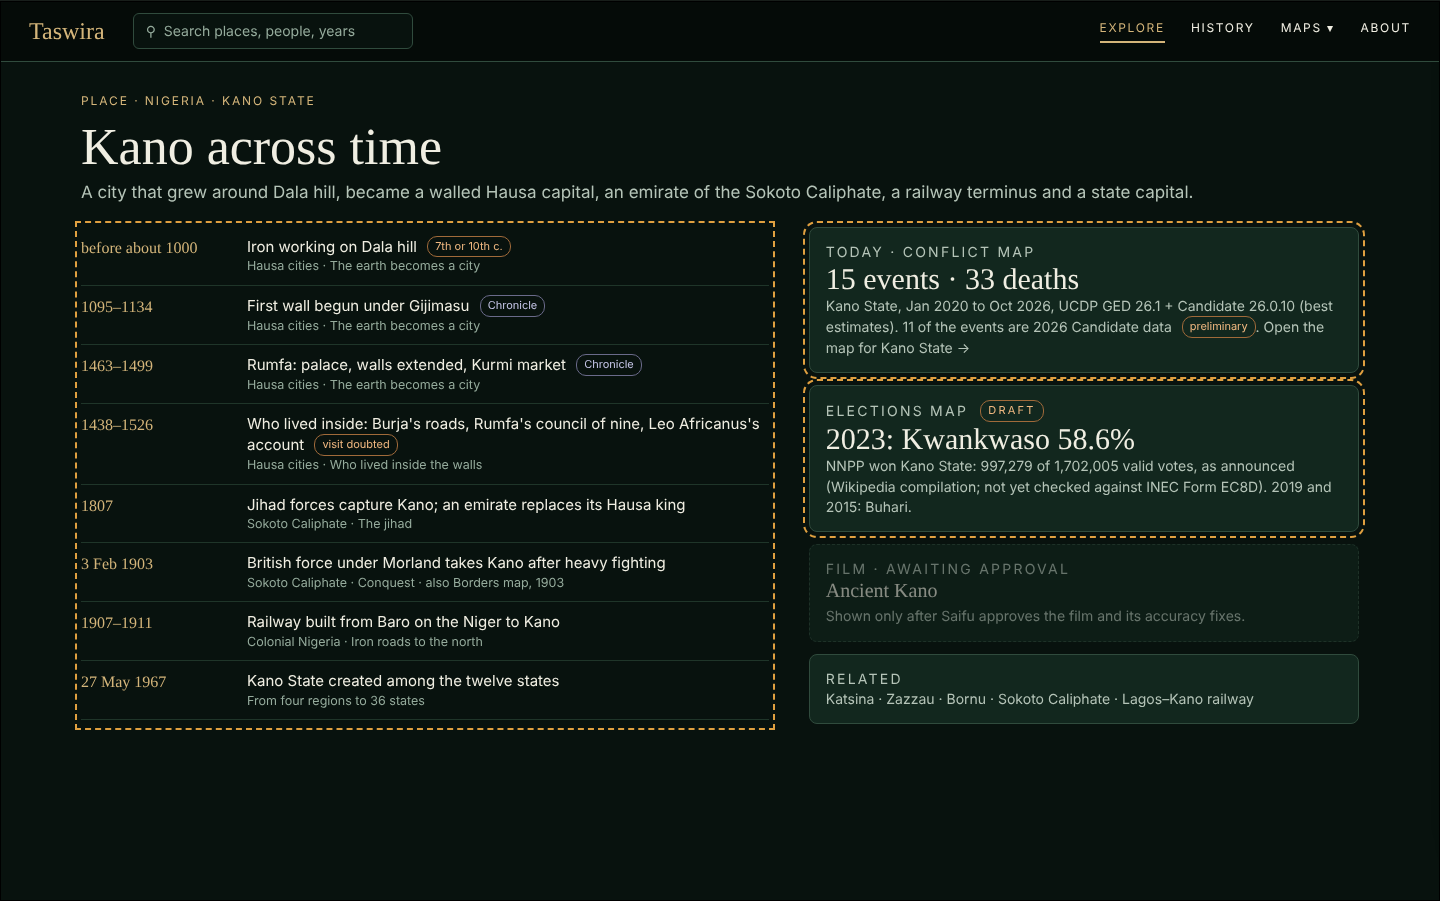 Taswira
Search places, people, years
EXPLORE HISTORY MAPS ▾ ABOUT
PLACE · NIGERIA · KANO STATE
Kano across time
A city that grew around Dala hill, became a walled Hausa capital, an emirate of the Sokoto Caliphate, a railway terminus and a state capital.
before about 1000
Iron working on Dala hill 7th or 10th c.
Hausa cities · The earth becomes a city
1095–1134
First wall begun under Gijimasu Chronicle
Hausa cities · The earth becomes a city
1463–1499
Rumfa: palace, walls extended, Kurmi market Chronicle
Hausa cities · The earth becomes a city
1438–1526
Who lived inside: Burja's roads, Rumfa's council of nine, Leo Africanus's
account visit doubted
Hausa cities · Who lived inside the walls
1807
Jihad forces capture Kano; an emirate replaces its Hausa king
Sokoto Caliphate · The jihad
3 Feb 1903
British force under Morland takes Kano after heavy fighting
Sokoto Caliphate · Conquest · also Borders map, 1903
1907–1911
Railway built from Baro on the Niger to Kano
Colonial Nigeria · Iron roads to the north
27 May 1967
Kano State created among the twelve states
From four regions to 36 states
TODAY · CONFLICT MAP
15 events · 33 deaths
Kano State, Jan 2020 to Oct 2026, UCDP GED 26.1 + Candidate 26.0.10 (best
estimates). 11 of the events are 2026 Candidate data preliminary. Open the
map for Kano State →
ELECTIONS MAP DRAFT
2023: Kwankwaso 58.6%
NNPP won Kano State: 997,279 of 1,702,005 valid votes, as announced
(Wikipedia compilation; not yet checked against INEC Form EC8D). 2019 and
2015: Buhari.
FILM · AWAITING APPROVAL
Ancient Kano
Shown only after Saifu approves the film and its accuracy fixes.
RELATED
Katsina · Zazzau · Bornu · Sokoto Caliphate · Lagos–Kano railway